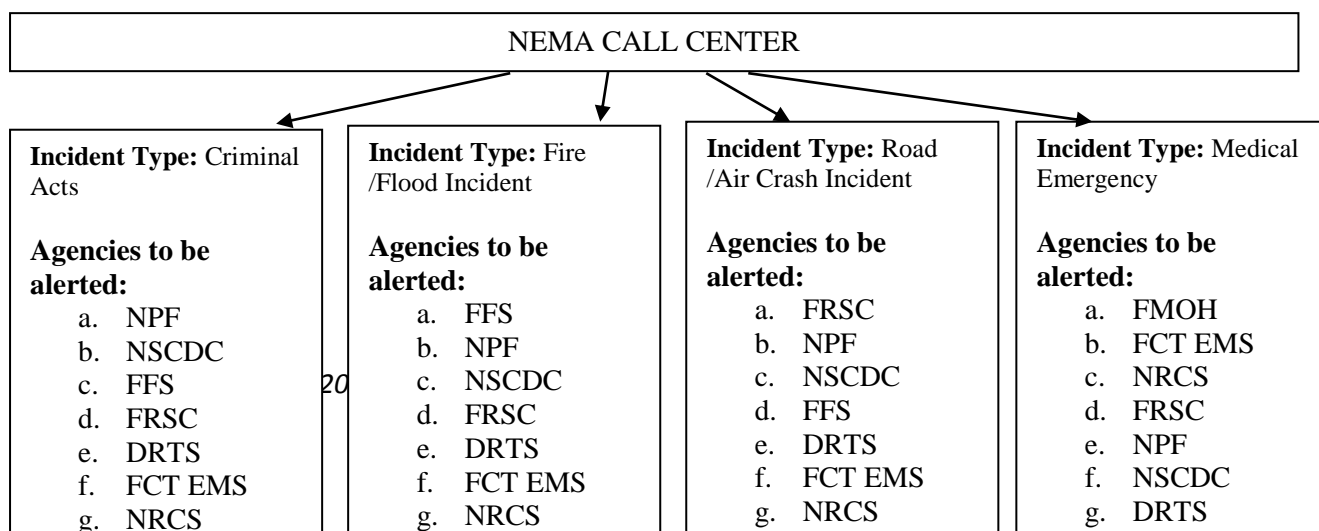 NEMA CALL CENTER
Incident Type: Criminal
Acts
Agencies to be
alerted:
a. NPF
b. NSCDC
c. FFS
d. FRSC
e. DRTS
f. FCT EMS
g. NRCS
20
Incident Type: Fire
/Flood Incident
Agencies to be
alerted:
a. FFS
b. NPF
c. NSCDC
d. FRSC
e. DRTS
f. FCT EMS
g. NRCS
Incident Type: Road
/Air Crash Incident
Agencies to be
alerted:
a. FRSC
b. NPF
c. NSCDC
d. FFS
e. DRTS
f. FCT EMS
g. NRCS
Incident Type: Medical
Emergency
Agencies to be
alerted:
a. FMOH
b. FCT EMS
c. NRCS
d. FRSC
e. NPF
f. NSCDC
g. DRTS